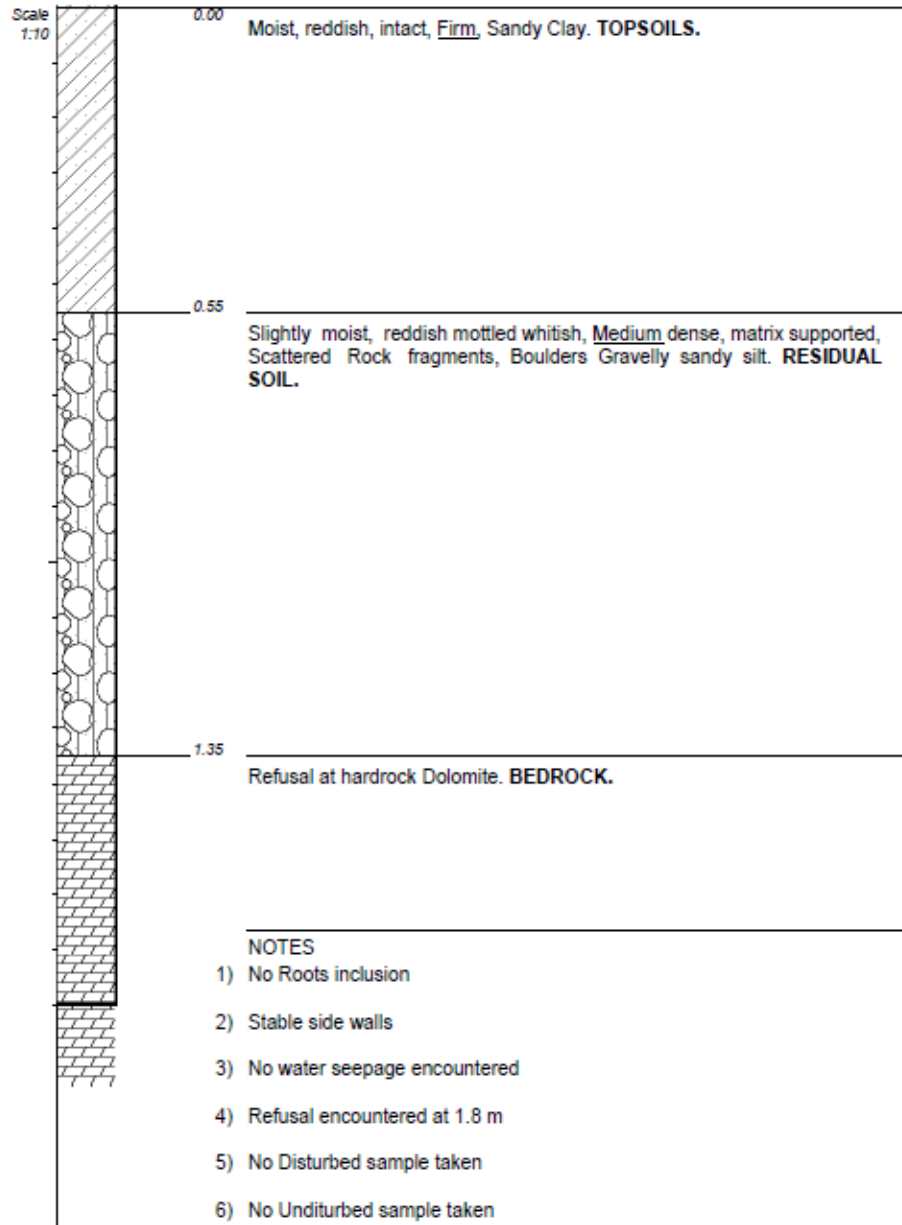 Scale
1:10
0.00
Moist, reddish, intact, Firm, Sandy Clay. TOPSOILS.
0.55
Slightly moist, reddish mottled whitish, Medium dense, matrix supported,
Scattered Rock fragments, Boulders Gravelly sandy silt. RESIDUAL
SOIL.
1.35
Refusal at hardrock Dolomite. BEDROCK.
NOTES
1) No Roots inclusion
2) Stable side walls
3) No water seepage encountered
4) Refusal encountered at 1.8 m
5) No Disturbed sample taken
6) No Unditurbed sample taken